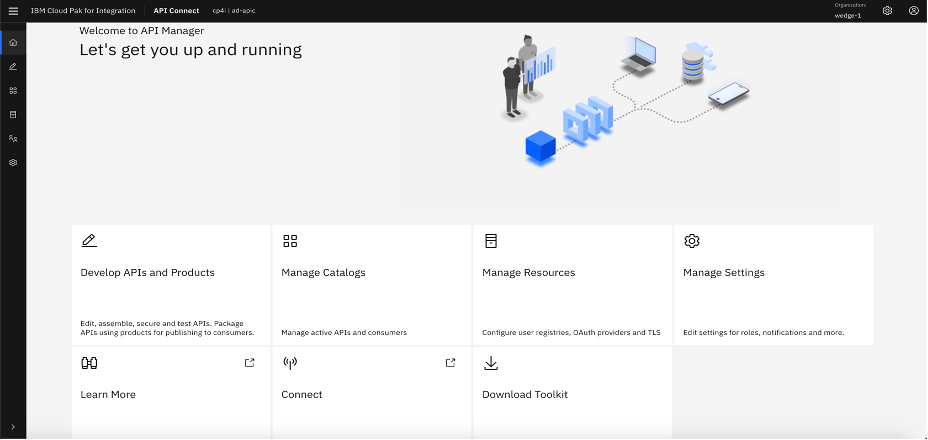 IBM Cloud Pak for Integration
API Connect
cp4i | ad-apic
Organization:
wedge-1
Welcome to API Manager
Let's get you up and running
Develop APIs and Products
Edit, assemble, secure and test APIs. Package
APIs using products for publishing to consumers.
Manage Catalogs
Manage active APIs and consumers
Manage Resources
Configure user registries, OAuth providers and TLS
Manage Settings
Edit settings for roles, notifications and more.
Learn More
Connect
Download Toolkit